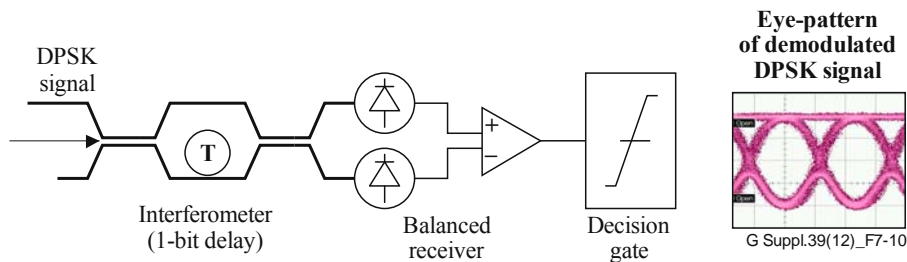 DPSK
signal
T
Interferometer
(1-bit delay)
+
−
Balanced
receiver
Decision
gate
Eye-pattern
of demodulated
DPSK signal
Open
Open
G Suppl.39(12)_F7-10